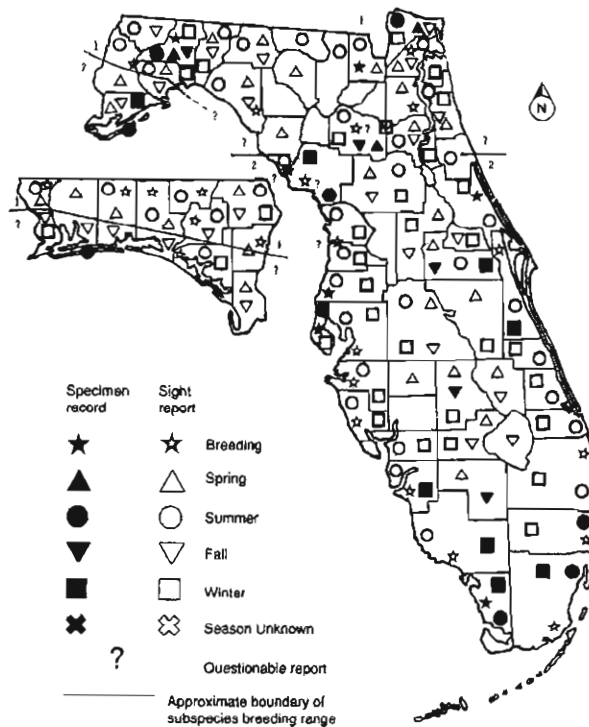 N
Specimen record
Sight report
Breeding
Spring
Summer
Fall
Winter
Season Unknown
? Questionable report
Approximate boundary of
subspecies breeding range